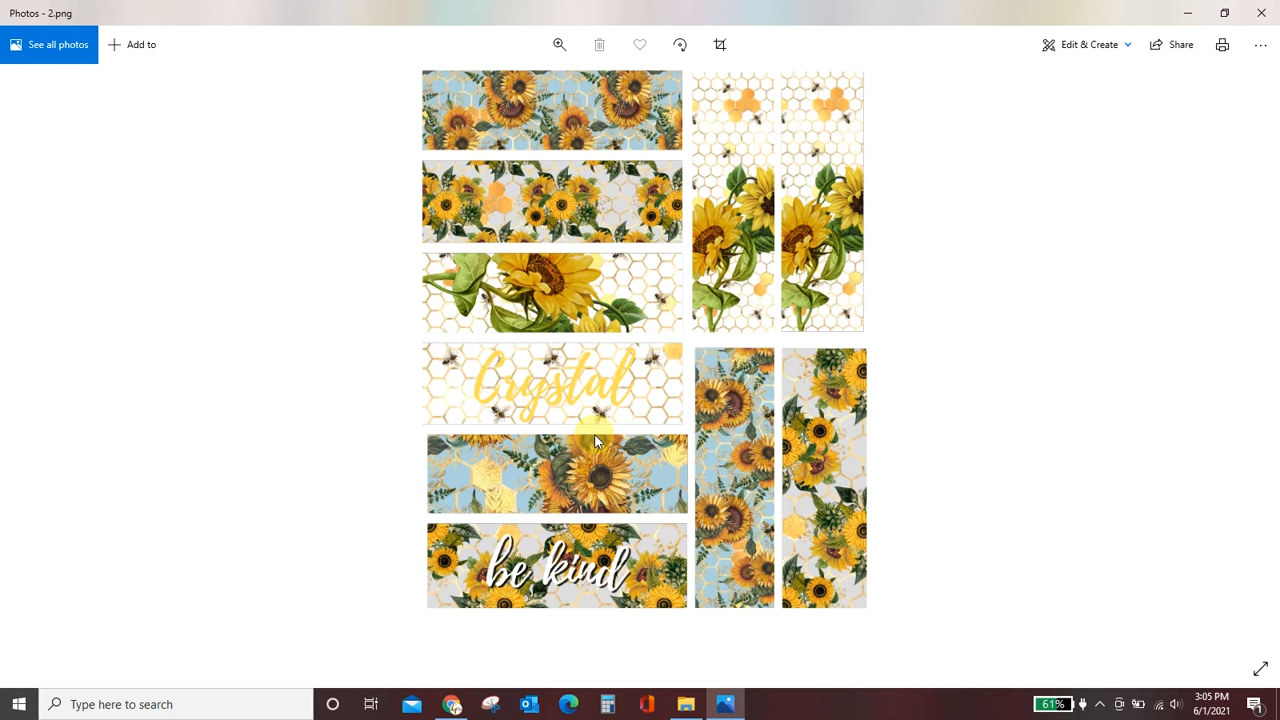 Photos - 2.png
See all photos
Add to
Edit & Create
Share
Crystal
be kind
Type here to search
61%
3:05 PM
6/1/2021
1